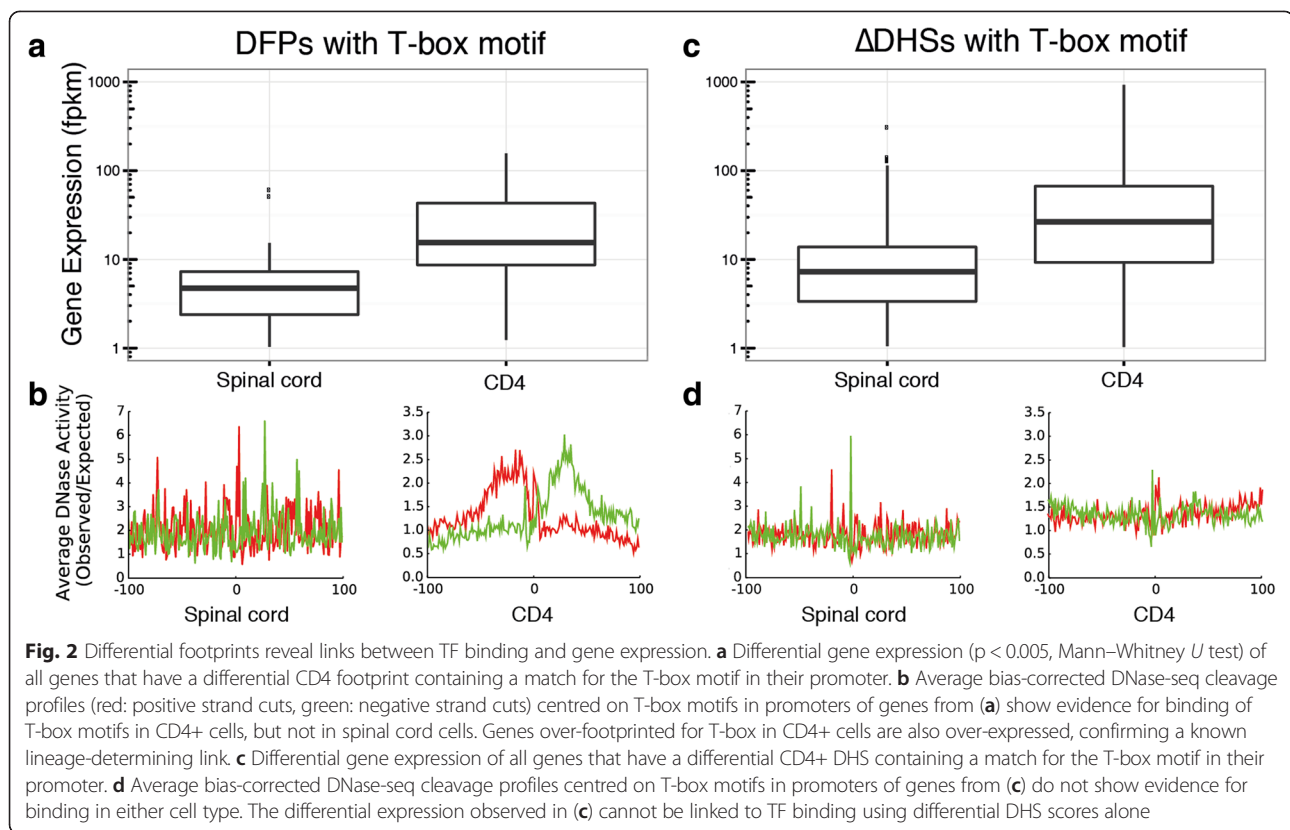 a
DFPs with T-box motif
c
ΔDHSs with T-box motif
Gene Expression (fpkm)
1000
100
10
1
Spinal cord
CD4
1000
100
10
1
Spinal cord
CD4
b
Average DNase Activity
(Observed/Expected)
7
6
5
4
3
2
1
0
-100
0
100
Spinal cord
3.5
3.0
2.5
2.0
1.5
1.0
0.5
0.0
-100
0
100
CD4
d
7
6
5
4
3
2
1
0
-100
0
100
Spinal cord
3.5
3.0
2.5
2.0
1.5
1.0
0.5
0.0
-100
0
100
CD4
Fig. 2 Differential footprints reveal links between TF binding and gene expression. a Differential gene expression (p < 0.005, Mann–Whitney U test) of
all genes that have a differential CD4 footprint containing a match for the T-box motif in their promoter. b Average bias-corrected DNase-seq cleavage
profiles (red: positive strand cuts, green: negative strand cuts) centred on T-box motifs in promoters of genes from (a) show evidence for binding of
T-box motifs in CD4+ cells, but not in spinal cord cells. Genes over-footprinted for T-box in CD4+ cells are also over-expressed, confirming a known
lineage-determining link. c Differential gene expression of all genes that have a differential CD4+ DHS containing a match for the T-box motif in their
promoter. d Average bias-corrected DNase-seq cleavage profiles centred on T-box motifs in promoters of genes from (c) do not show evidence for
binding in either cell type. The differential expression observed in (c) cannot be linked to TF binding using differential DHS scores alone